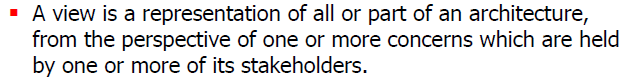 ▪ A view is a representation of all or part of an architecture,
from the perspective of one or more concerns which are held
by one or more of its stakeholders.